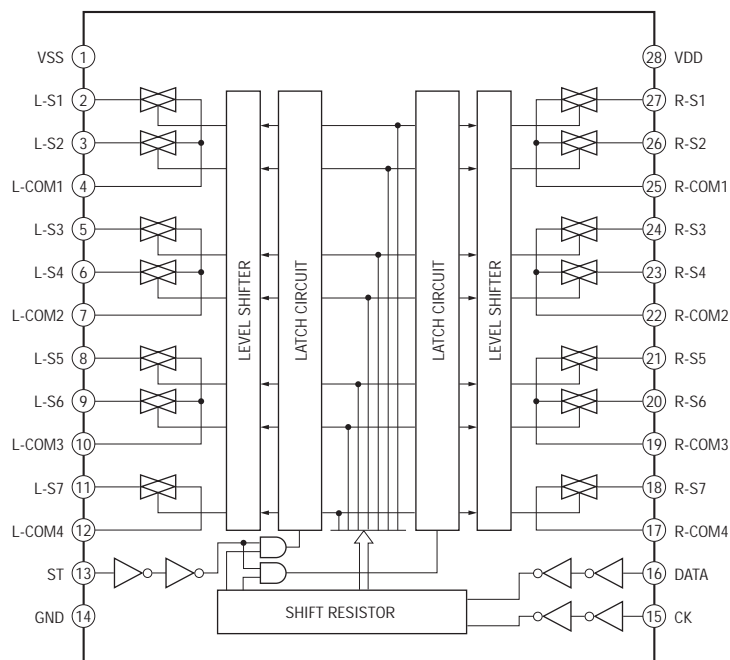 VSS 1
28 VDD
L-S1 2
27 R-S1
L-S2 3
26 R-S2
L-COM1 4
25 R-COM1
L-S3 5
24 R-S3
L-S4 6
23 R-S4
L-COM2 7
22 R-COM2
L-S5 8
21 R-S5
L-S6 9
20 R-S6
L-COM3 10
19 R-COM3
L-S7 11
18 R-S7
L-COM4 12
17 R-COM4
ST 13
16 DATA
GND 14
15 CK
LEVEL SHIFTER
LATCH CIRCUIT
LATCH CIRCUIT
LEVEL SHIFTER
SHIFT RESISTOR